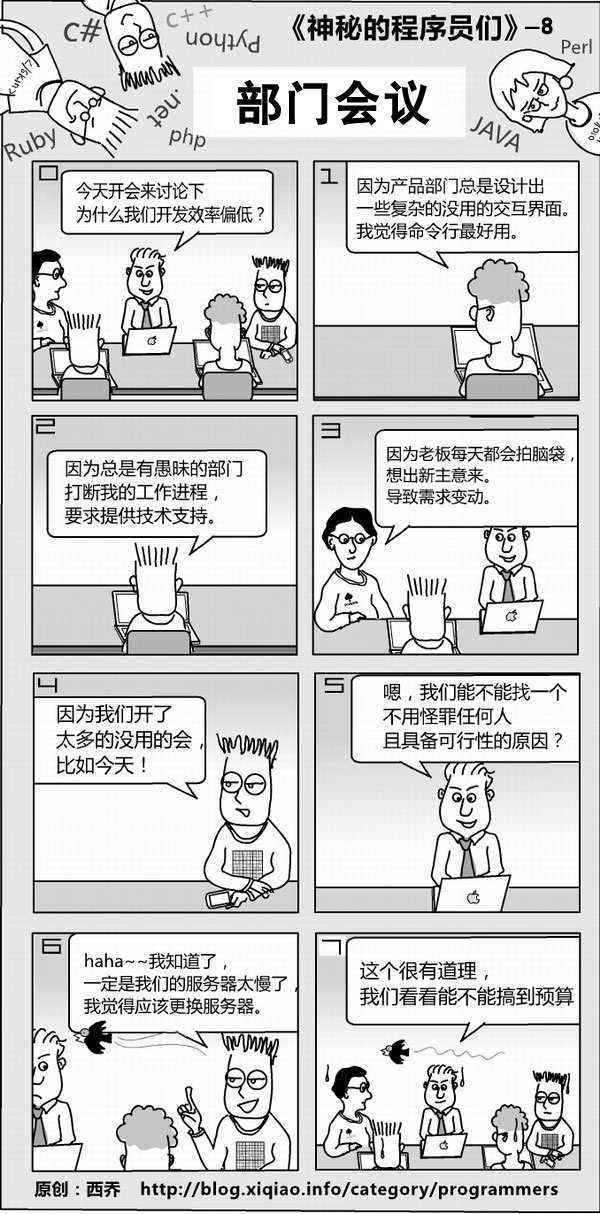 《神秘的程序员们》—8
C#
C++
Python
Perl
.net
部门会议
Ruby
php
JAVA
0
今天开会来讨论下
为什么我们开发效率偏低？
1
因为产品部门总是设计出
一些复杂的没用的交互界面。
我觉得命令行最好用。
2
因为总是有愚昧的部门
打断我的工作进程，
要求提供技术支持。
3
因为老板每天都会拍脑袋，
想出新主意来。
导致需求变动。
4
因为我们开了
太多的没用的会，
比如今天！
5
嗯，我们能不能找一个
不用怪罪任何人
且具备可行性的原因？
6
haha~~我知道了，
一定是我们的服务器太慢了，
我觉得应该更换服务器。
7
这个很有道理，
我们看看能不能搞到预算
原创：西乔 http://blog.xiqiao.info/category/programmers